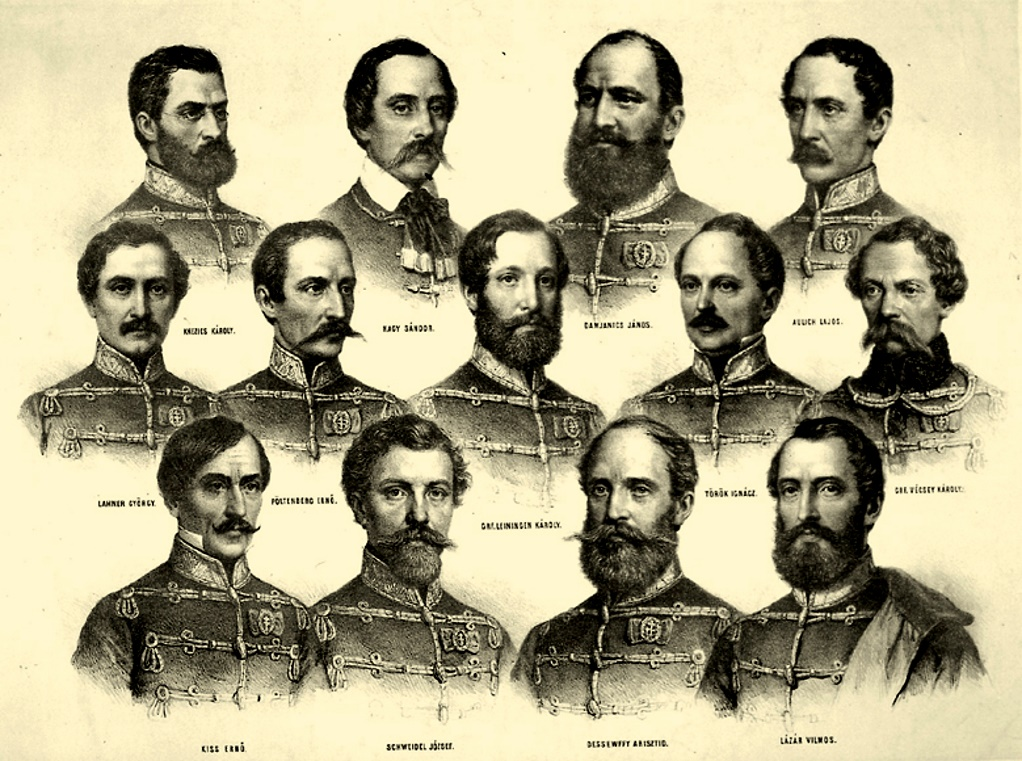 KNEZICS KÁROLY.
NAGY SÁNDOR.
DAMJANICS JÁNOS.
AULICH LAJOS.
LAHNER GYÖRGY.
PÖLTENBERG ERNŐ.
GRF. LEININGEN KÁROLY.
TÖRÖK IGNÁCZ.
GRF. VÉCSEY KÁROLY.
KISS ERNŐ.
SCHWEIDEL JÓZSEF.
DESSEWFFY ARISZTID.
LÁZÁR VILMOS.